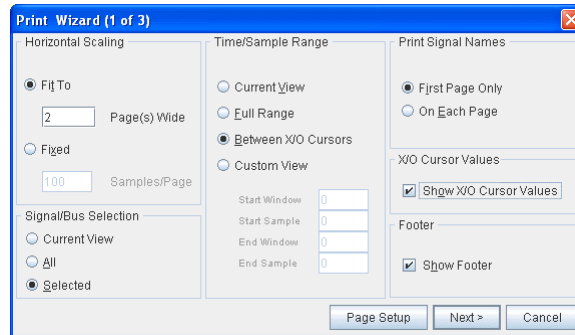 Print Wizard (1 of 3)
Horizontal Scaling
Fit To
2 Page(s) Wide
Fixed
100 Samples/Page
Signal/Bus Selection
Current View
All
Selected
Time/Sample Range
Current View
Full Range
Between X/O Cursors
Custom View
Start Window 0
Start Sample 0
End Window 0
End Sample 0
Print Signal Names
First Page Only
On Each Page
X/O Cursor Values
Show X/O Cursor Values
Footer
Show Footer
Page Setup
Next >
Cancel